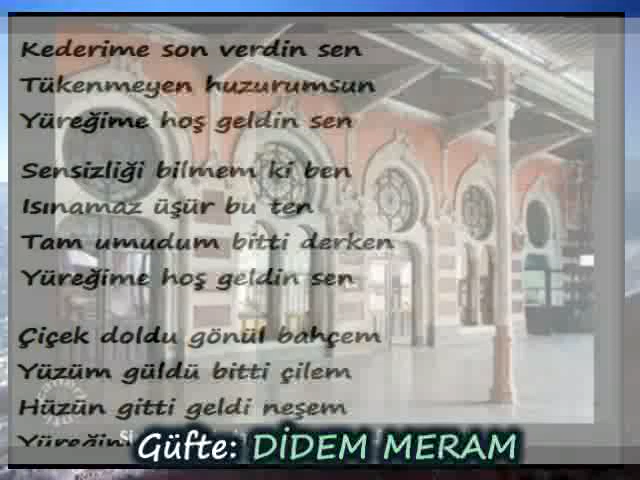 Kederime son verdin sen
Tükenmeyen huzurumsun
Yüreğime hoş geldin sen
Sensizliği bilmem ki ben
Isınamaz üşür bu ten
Tam umudum bitti derken
Yüreğime hoş geldin sen
Çiçek doldu gönül bahçem
Yüzüm güldü bitti çilem
Hüzün gitti geldi neşem
Güfte: DİDEM MERAM